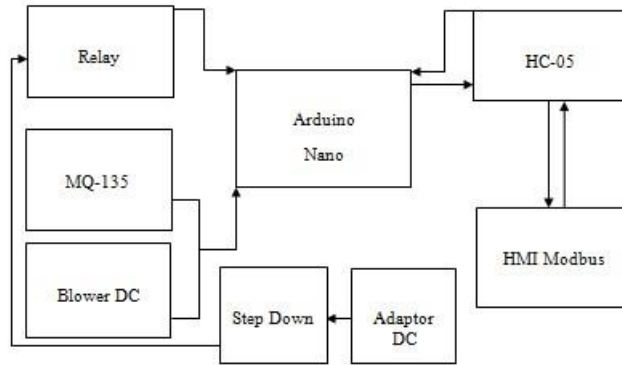 Relay
HC-05
Arduino
Nano
MQ-135
HMI Modbus
Blower DC
Step Down
Adaptor
DC